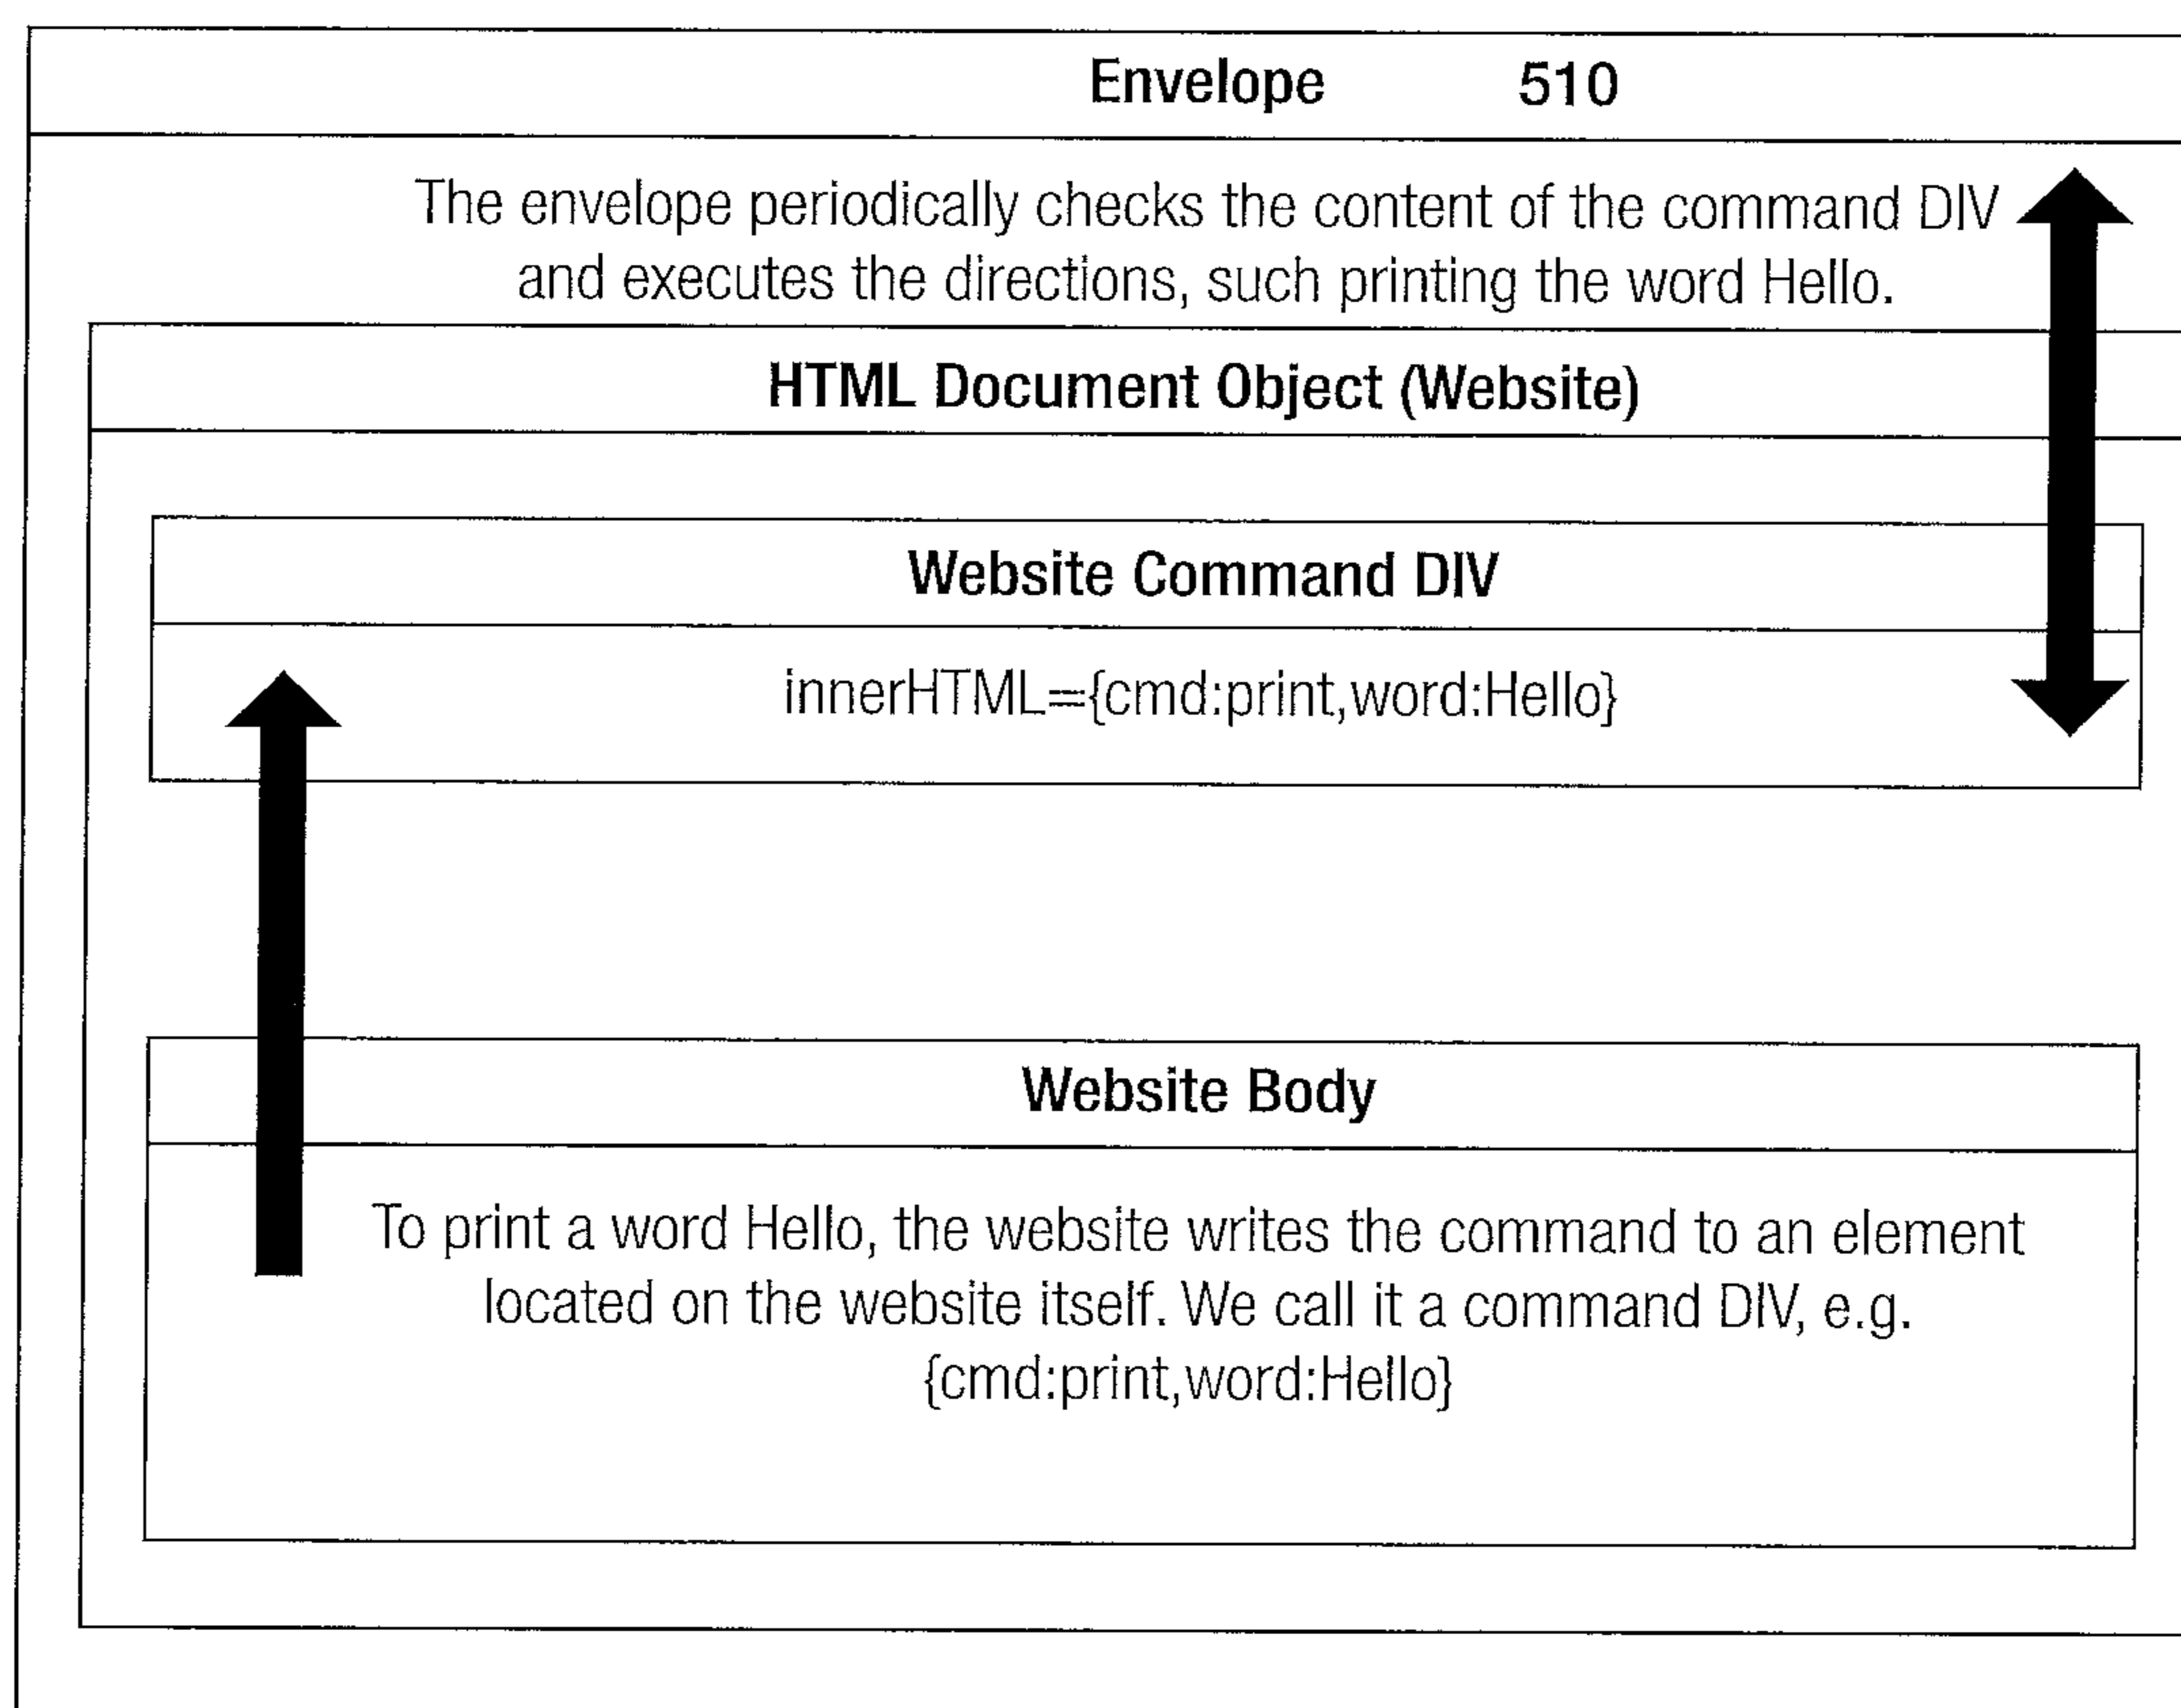 Envelope 510
The envelope periodically checks the content of the command DIV
and executes the directions, such printing the word Hello.
HTML Document Object (Website)
Website Command DIV
innerHTML={cmd:print,word:Hello}
Website Body
To print a word Hello, the website writes the command to an element
located on the website itself. We call it a command DIV, e.g.
{cmd:print,word:Hello}